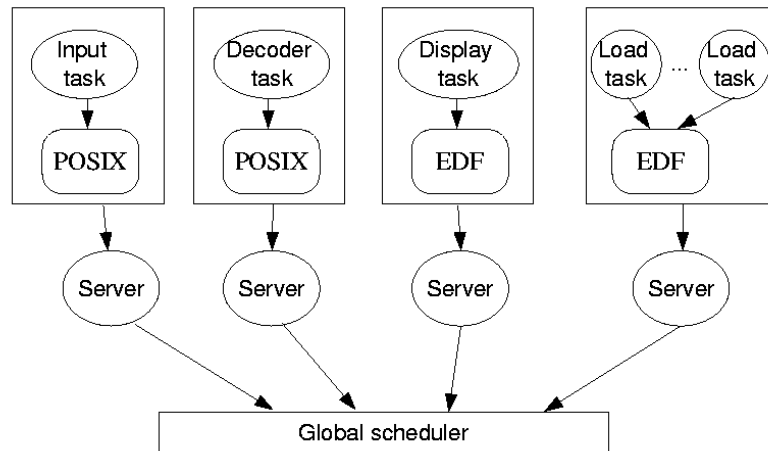 Input
task
Decoder
task
Display
task
Load
task
...
Load
task
POSIX
POSIX
EDF
EDF
Server
Server
Server
Server
Global scheduler